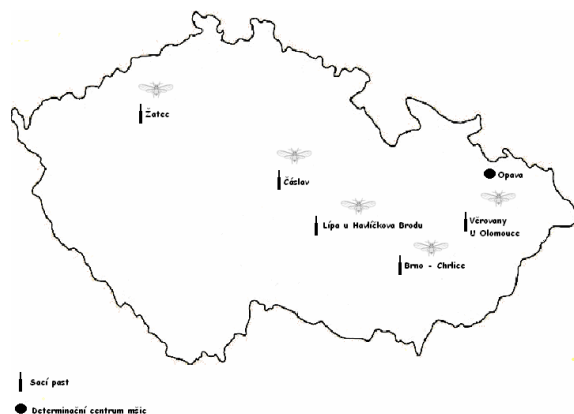 Žatec
Čáslav
Opava
Lípa u Havlíčkova Brodu
Věrovany
U Olomouce
Brno - Chrlice
Sací past
Determinační centrum mšic